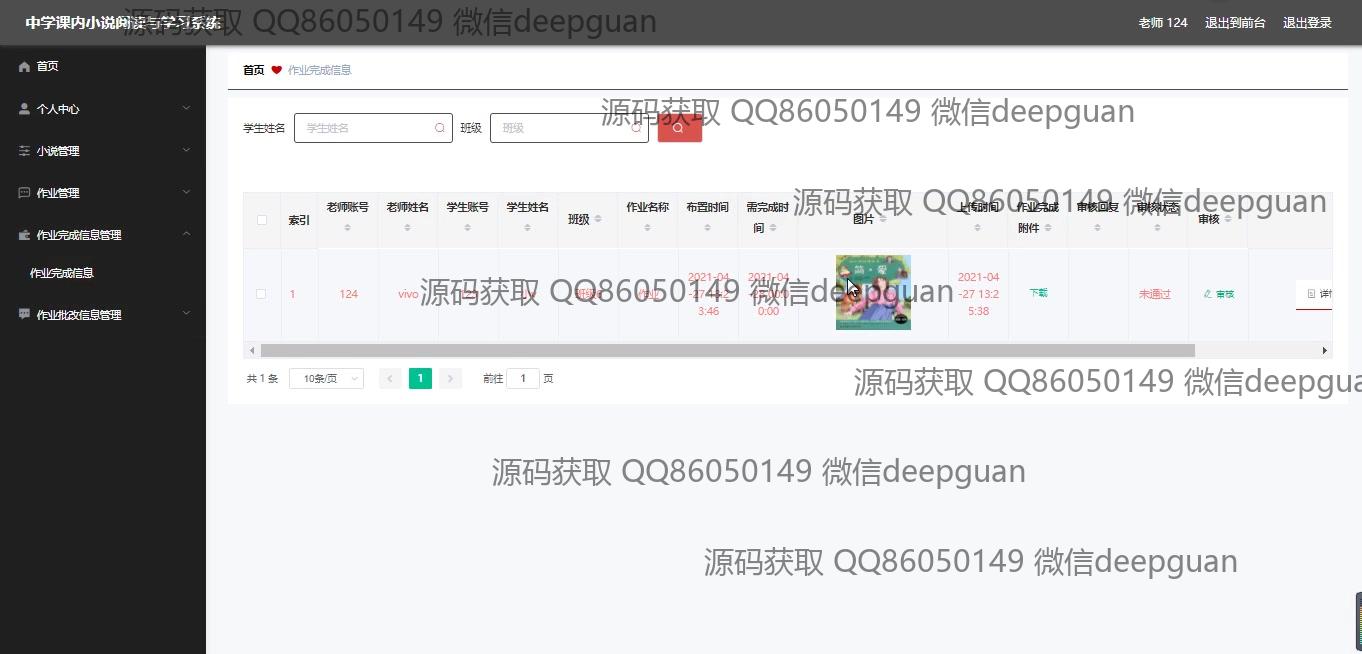 中学课内小说阅读与学习系统
源码获取 QQ86050149 微信deepguan
老师 124 退出到前台 退出登录
首页
个人中心
小说管理
作业管理
作业完成信息管理
作业完成信息
作业批改信息管理
首页 作业完成信息
源码获取 QQ86050149 微信deepguan
学生姓名 学生姓名 班级 班级
源码获取 QQ86050149 微信deepguan
索引 老师账号 老师姓名 学生账号 学生姓名 班级 作业名称 布置时间 需完成时间 图片 上传时间 作业完成附件 审核回复 审核状态 审核
源码获取 QQ86050149 微信deepguan
1 124 vivo 2021-04-27 2021-04 2021-04-27 13:25:38 下载 未通过 审核
3:46 0:00
简·爱
共 1 条 10条/页 1 前往 1 页
源码获取 QQ86050149 微信deepgua
源码获取 QQ86050149 微信deepguan
源码获取 QQ86050149 微信deepguan